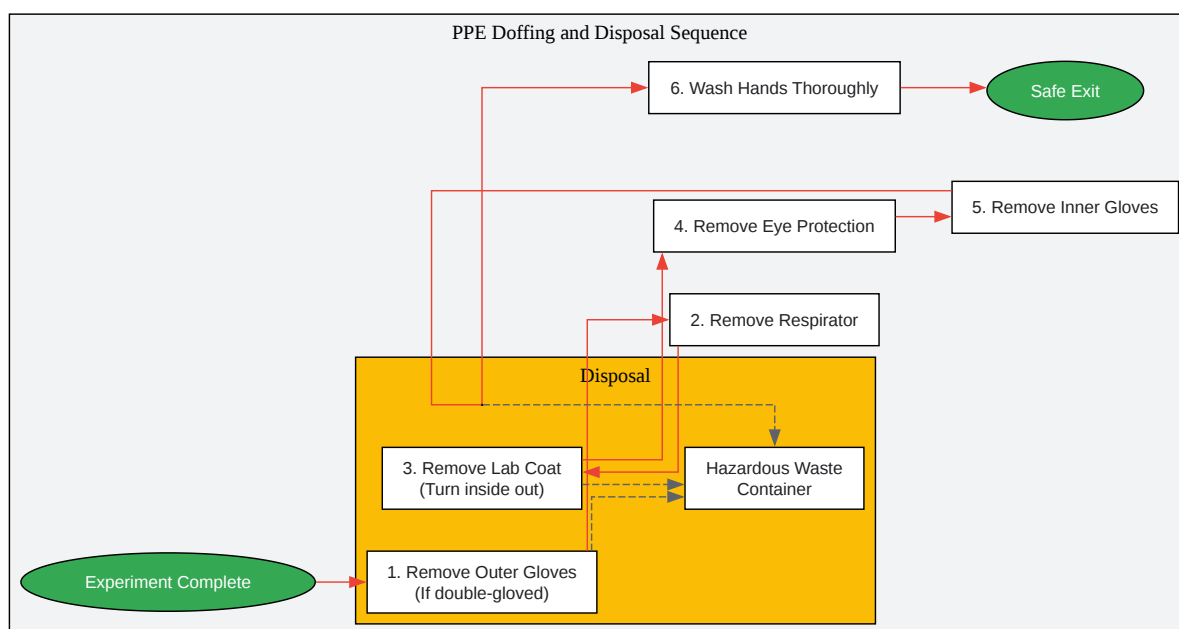 PPE Doffing and Disposal Sequence
6. Wash Hands Thoroughly
Safe Exit
5. Remove Inner Gloves
4. Remove Eye Protection
2. Remove Respirator
Disposal
3. Remove Lab Coat
(Turn inside out)
Hazardous Waste
Container
1. Remove Outer Gloves
(If double-gloved)
Experiment Complete